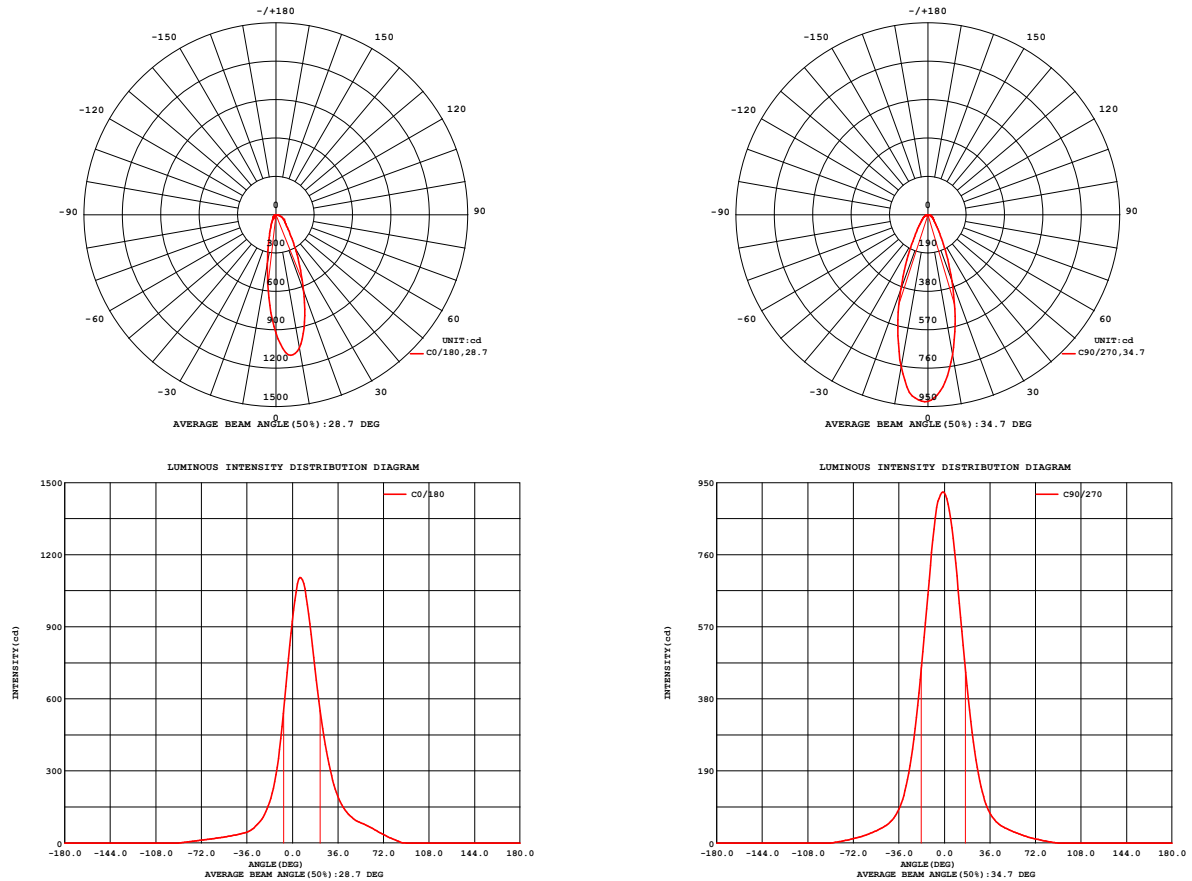 -/+180
-150
150
-120
120
-90
90
-60
60
-30
30
0
0
300
600
900
1200
1500
UNIT:cd
C0/180,28.7
AVERAGE BEAM ANGLE(50%):28.7 DEG
-/+180
-150
150
-120
120
-90
90
-60
60
-30
30
0
0
190
380
570
760
950
UNIT:cd
C90/270,34.7
AVERAGE BEAM ANGLE(50%):34.7 DEG
LUMINOUS INTENSITY DISTRIBUTION DIAGRAM
C0/180
1500
1200
900
600
300
0
INTENSITY(cd)
-180.0 -144.0 -108.0 -72.0 -36.0 0.0 36.0 72.0 108.0 144.0 180.0
ANGLE(DEG)
AVERAGE BEAM ANGLE(50%):28.7 DEG
LUMINOUS INTENSITY DISTRIBUTION DIAGRAM
C90/270
950
760
570
380
190
0
INTENSITY(cd)
-180.0 -144.0 -108.0 -72.0 -36.0 0.0 36.0 72.0 108.0 144.0 180.0
ANGLE(DEG)
AVERAGE BEAM ANGLE(50%):34.7 DEG